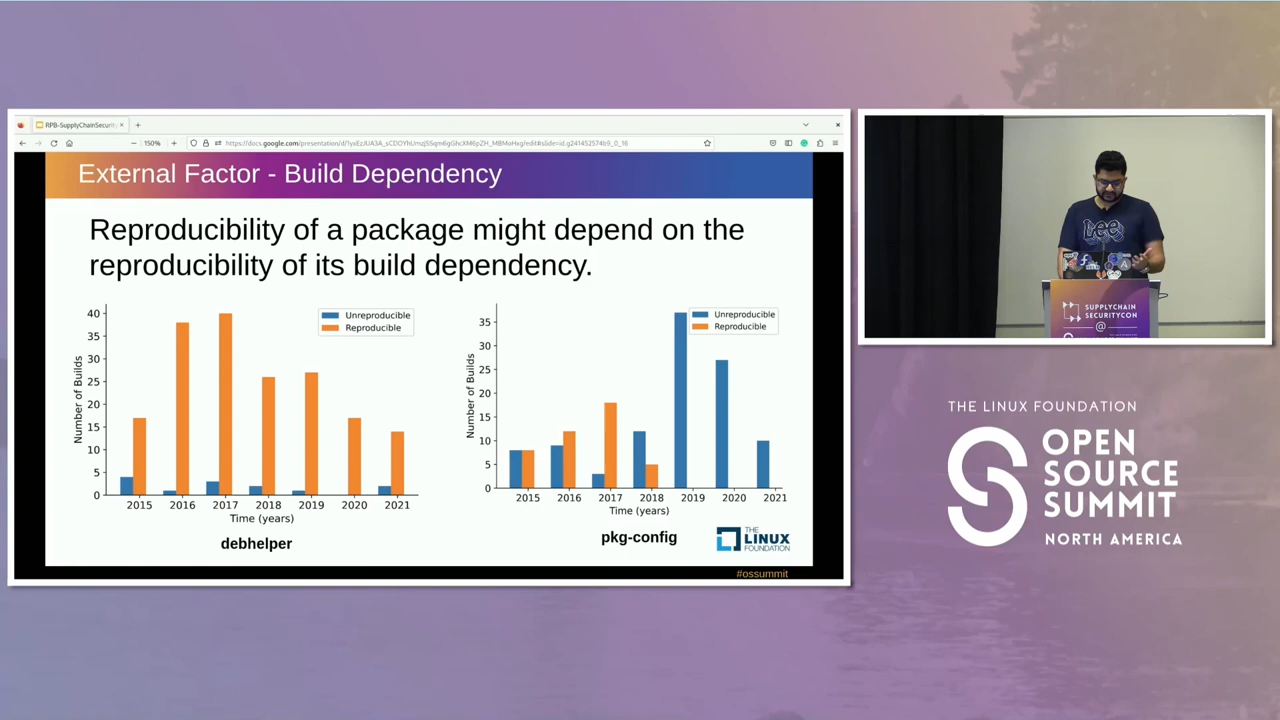 RPB-SupplyChainSecurity
150%
External Factor - Build Dependency
Reproducibility of a package might depend on the
reproducibility of its build dependency.
Number of Builds
40
35
30
25
20
15
10
5
0
Unreproducible
Reproducible
2015 2016 2017 2018 2019 2020 2021
Time (years)
debhelper
Number of Builds
35
30
25
20
15
10
5
0
Unreproducible
Reproducible
2015 2016 2017 2018 2019 2020 2021
Time (years)
pkg-config
THE
LINUX
FOUNDATION
#ossummit
Lee
SUPPLYCHAIN
SECURITYCON
@
THE LINUX FOUNDATION
OPEN
SOURCE
SUMMIT
NORTH AMERICA